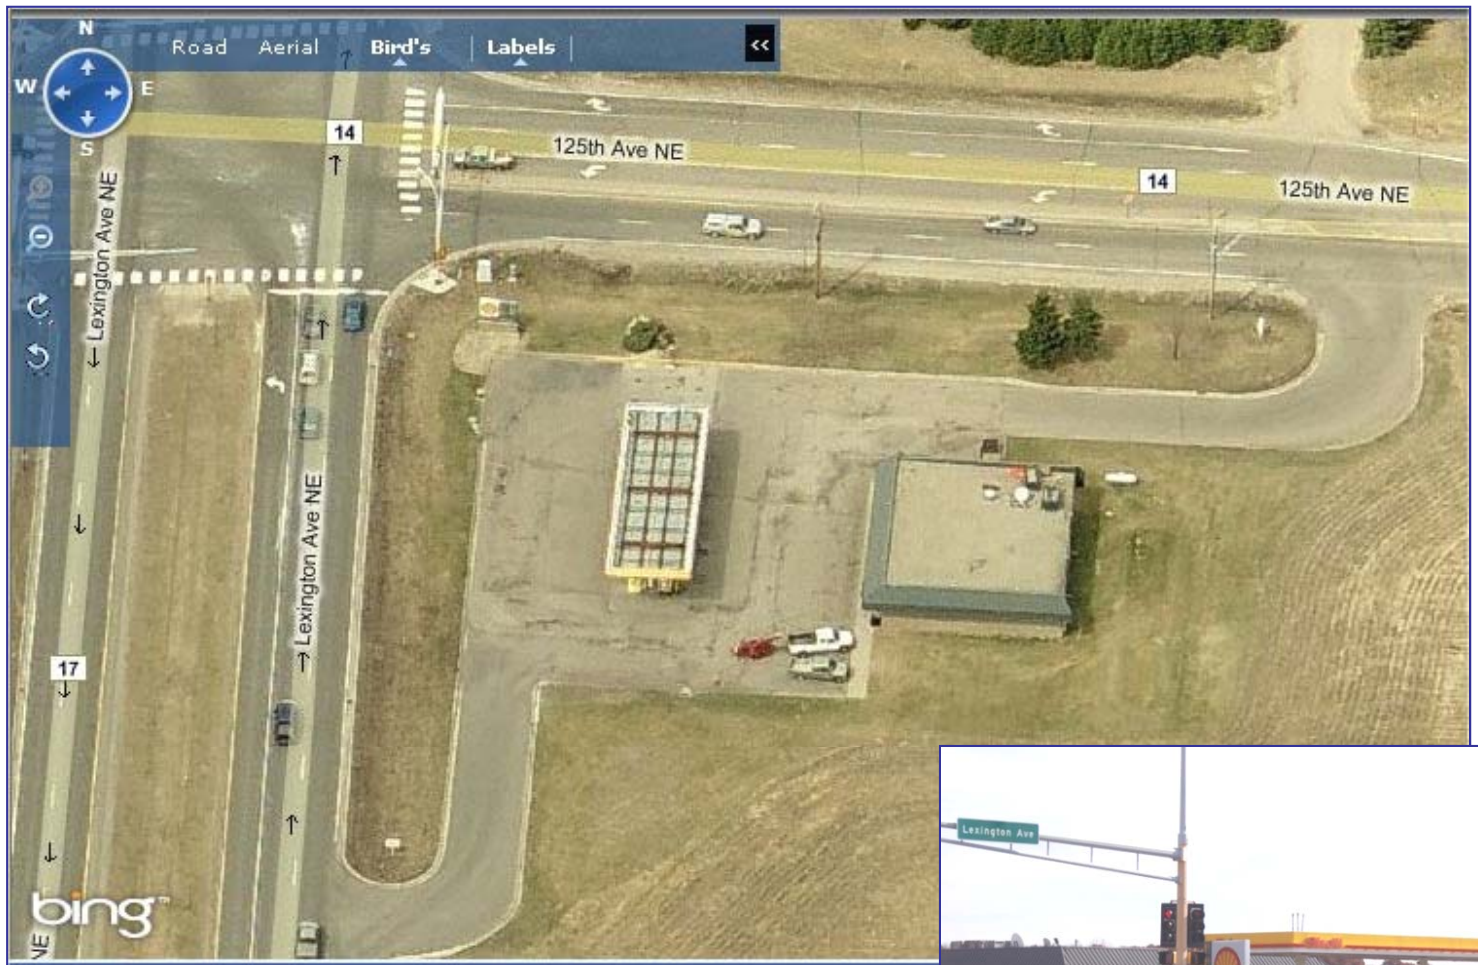 N
Road Aerial Bird's Labels <<
W E
S
14
125th Ave NE
14
125th Ave NE
Lexington Ave NE
Lexington Ave NE
17
bing™
NE
Lexington Ave